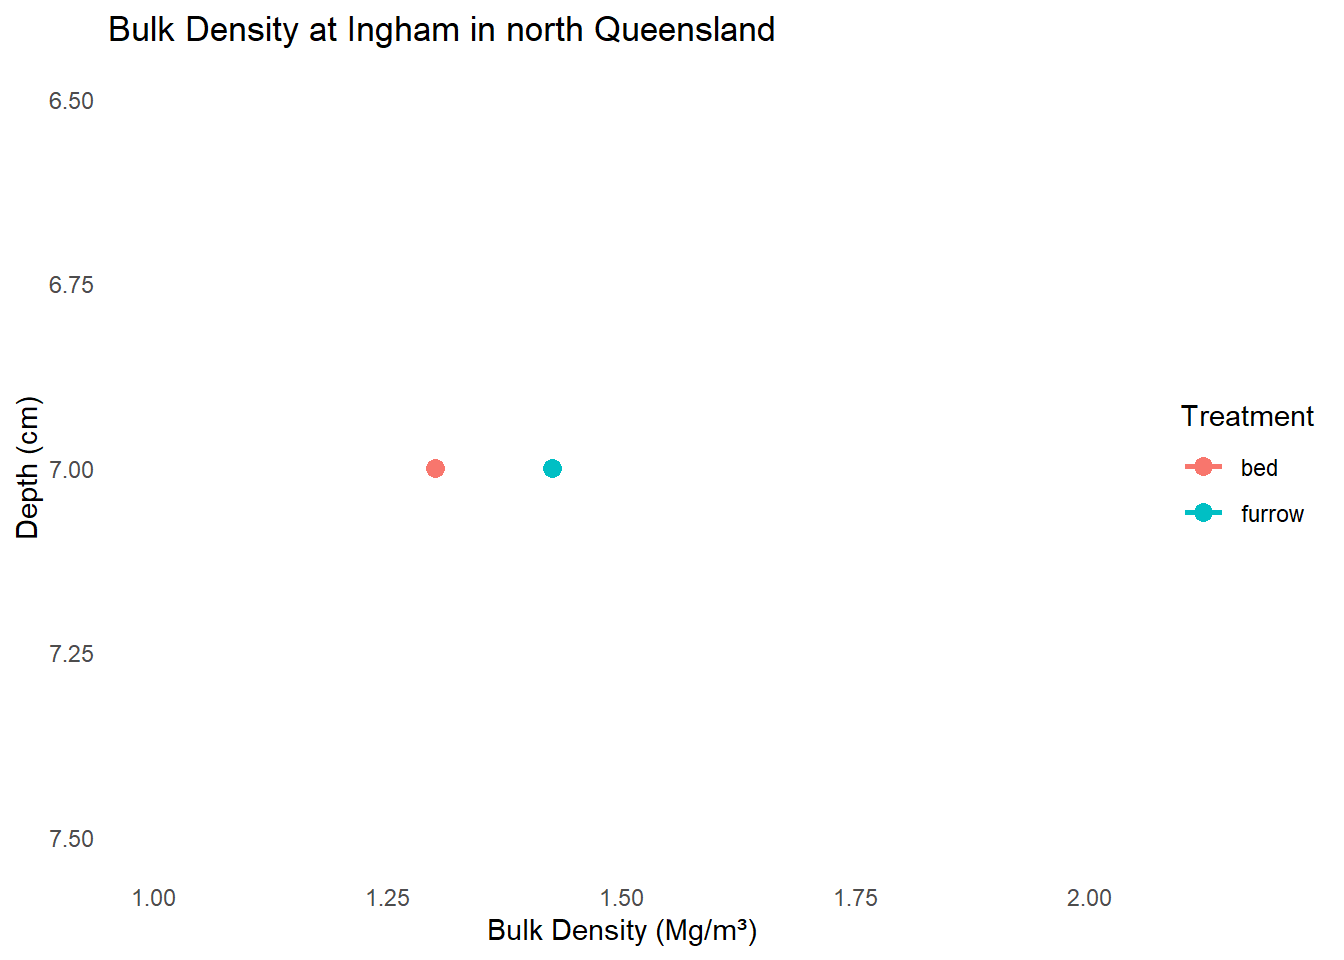 Bulk Density at Ingham in north Queensland
6.50
6.75
7.00
7.25
7.50
Depth (cm)
1.00 1.25 1.50 1.75 2.00
Bulk Density (Mg/m³)
Treatment
bed
furrow